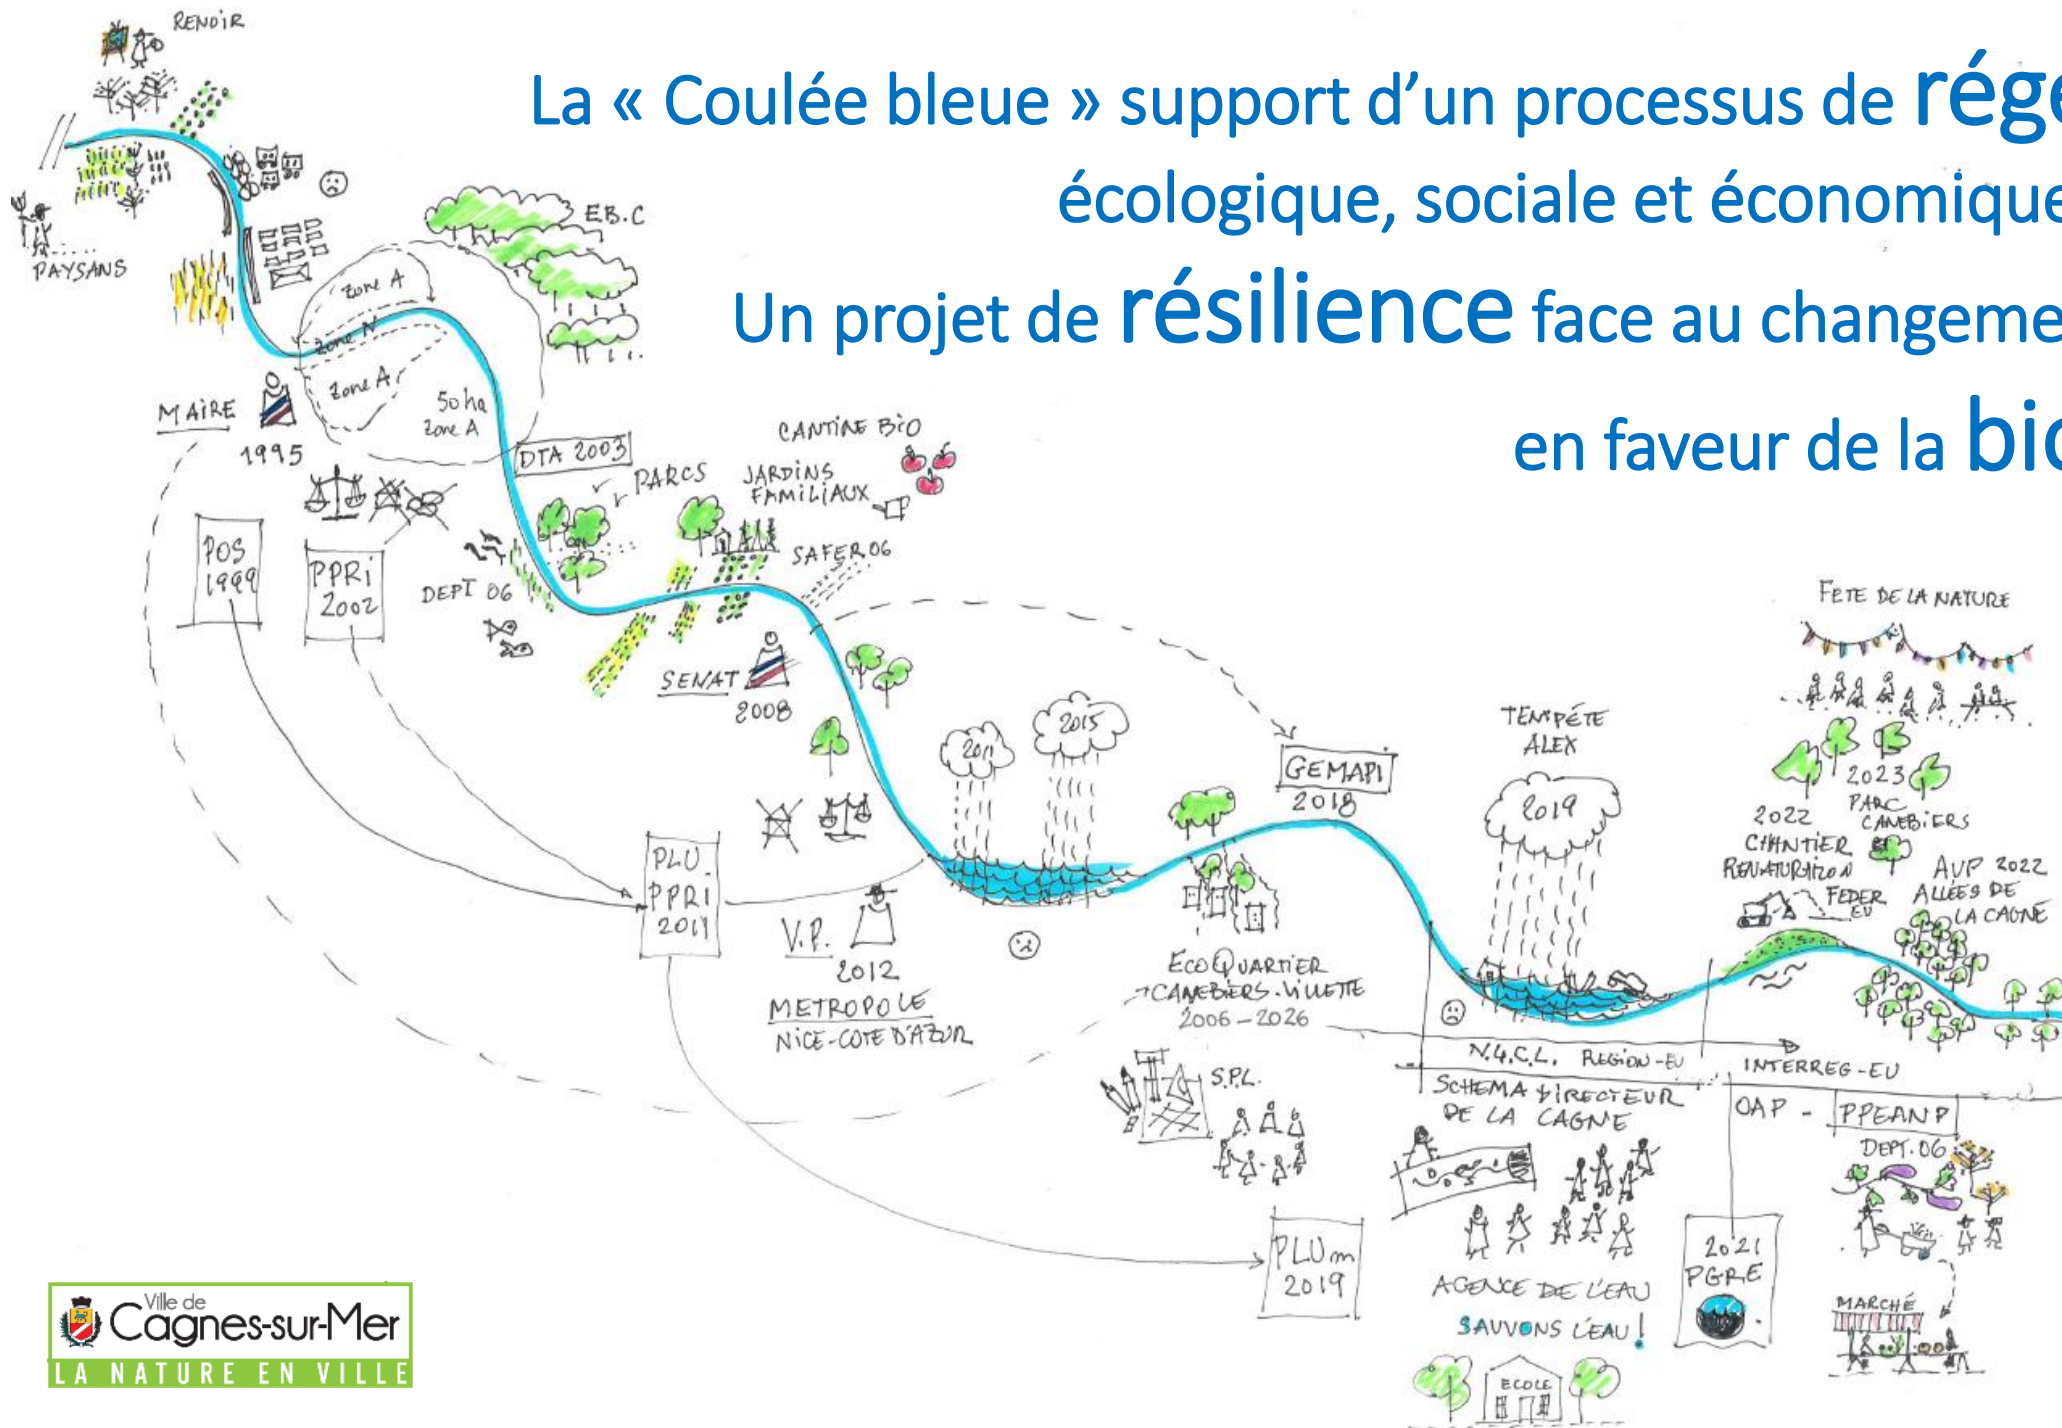 RENOIR
La « Coulée bleue » support d’un processus de rég
écologique, sociale et économique
Un projet de résilience face au changeme
en faveur de la bi
PAYSANS
E.B.C
Zone A
Zone N
Zone A
50 ha
Zone A
MAIRE
1995
DTA 2003
PARCS
CANTINE BIO
JARDINS
FAMILIAUX
SAFER 06
POS
1999
PPRi
2002
DEPT 06
SENAT
2008
2011
2015
GEMAPI
2018
TEMPÊTE
ALEX
2019
FETE DE LA NATURE
2023
PARC
CANEBIERS
2022
CHANTIER
RENATURATION
FEDER
EU
AVP 2022
ALLÉES DE
LA CAGNE
PLU.
PPRi
2011
V.P.
2012
METROPOLE
NICE-COTE D'AZUR
ECOQUARTIER
CANEBIERS-VILLETTE
2006-2026
N.4.C.L. REGION-EU
INTERREG-EU
SCHEMA DIRECTEUR
DE LA CAGNE
OAP - PPEANP
DEPT.06
S.P.L.
PLUm
2019
AGENCE DE L'EAU
SAUVONS L'EAU !
ECOLE
2021
PGRE
MARCHÉ
Ville de
Cagnes-sur-Mer
LA NATURE EN VILLE